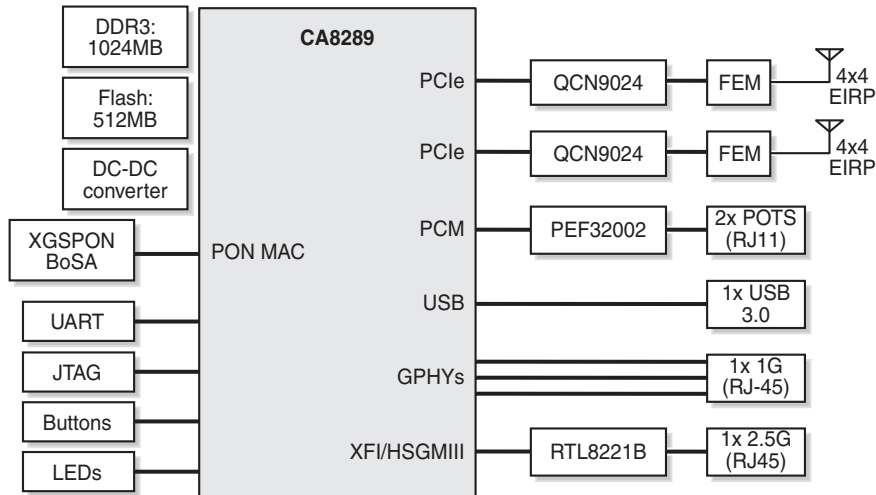 DDR3:
1024MB
Flash:
512MB
DC-DC
converter
XGSPON
BoSA
UART
JTAG
Buttons
LEDs
CA8289
PON MAC
PCIe
QCN9024
FEM
4x4
EIRP
PCIe
QCN9024
FEM
4x4
EIRP
PCM
PEF32002
2x POTS
(RJ11)
USB
1x USB
3.0
GPHYs
1x 1G
(RJ-45)
XFI/HSGMIII
RTL8221B
1x 2.5G
(RJ45)